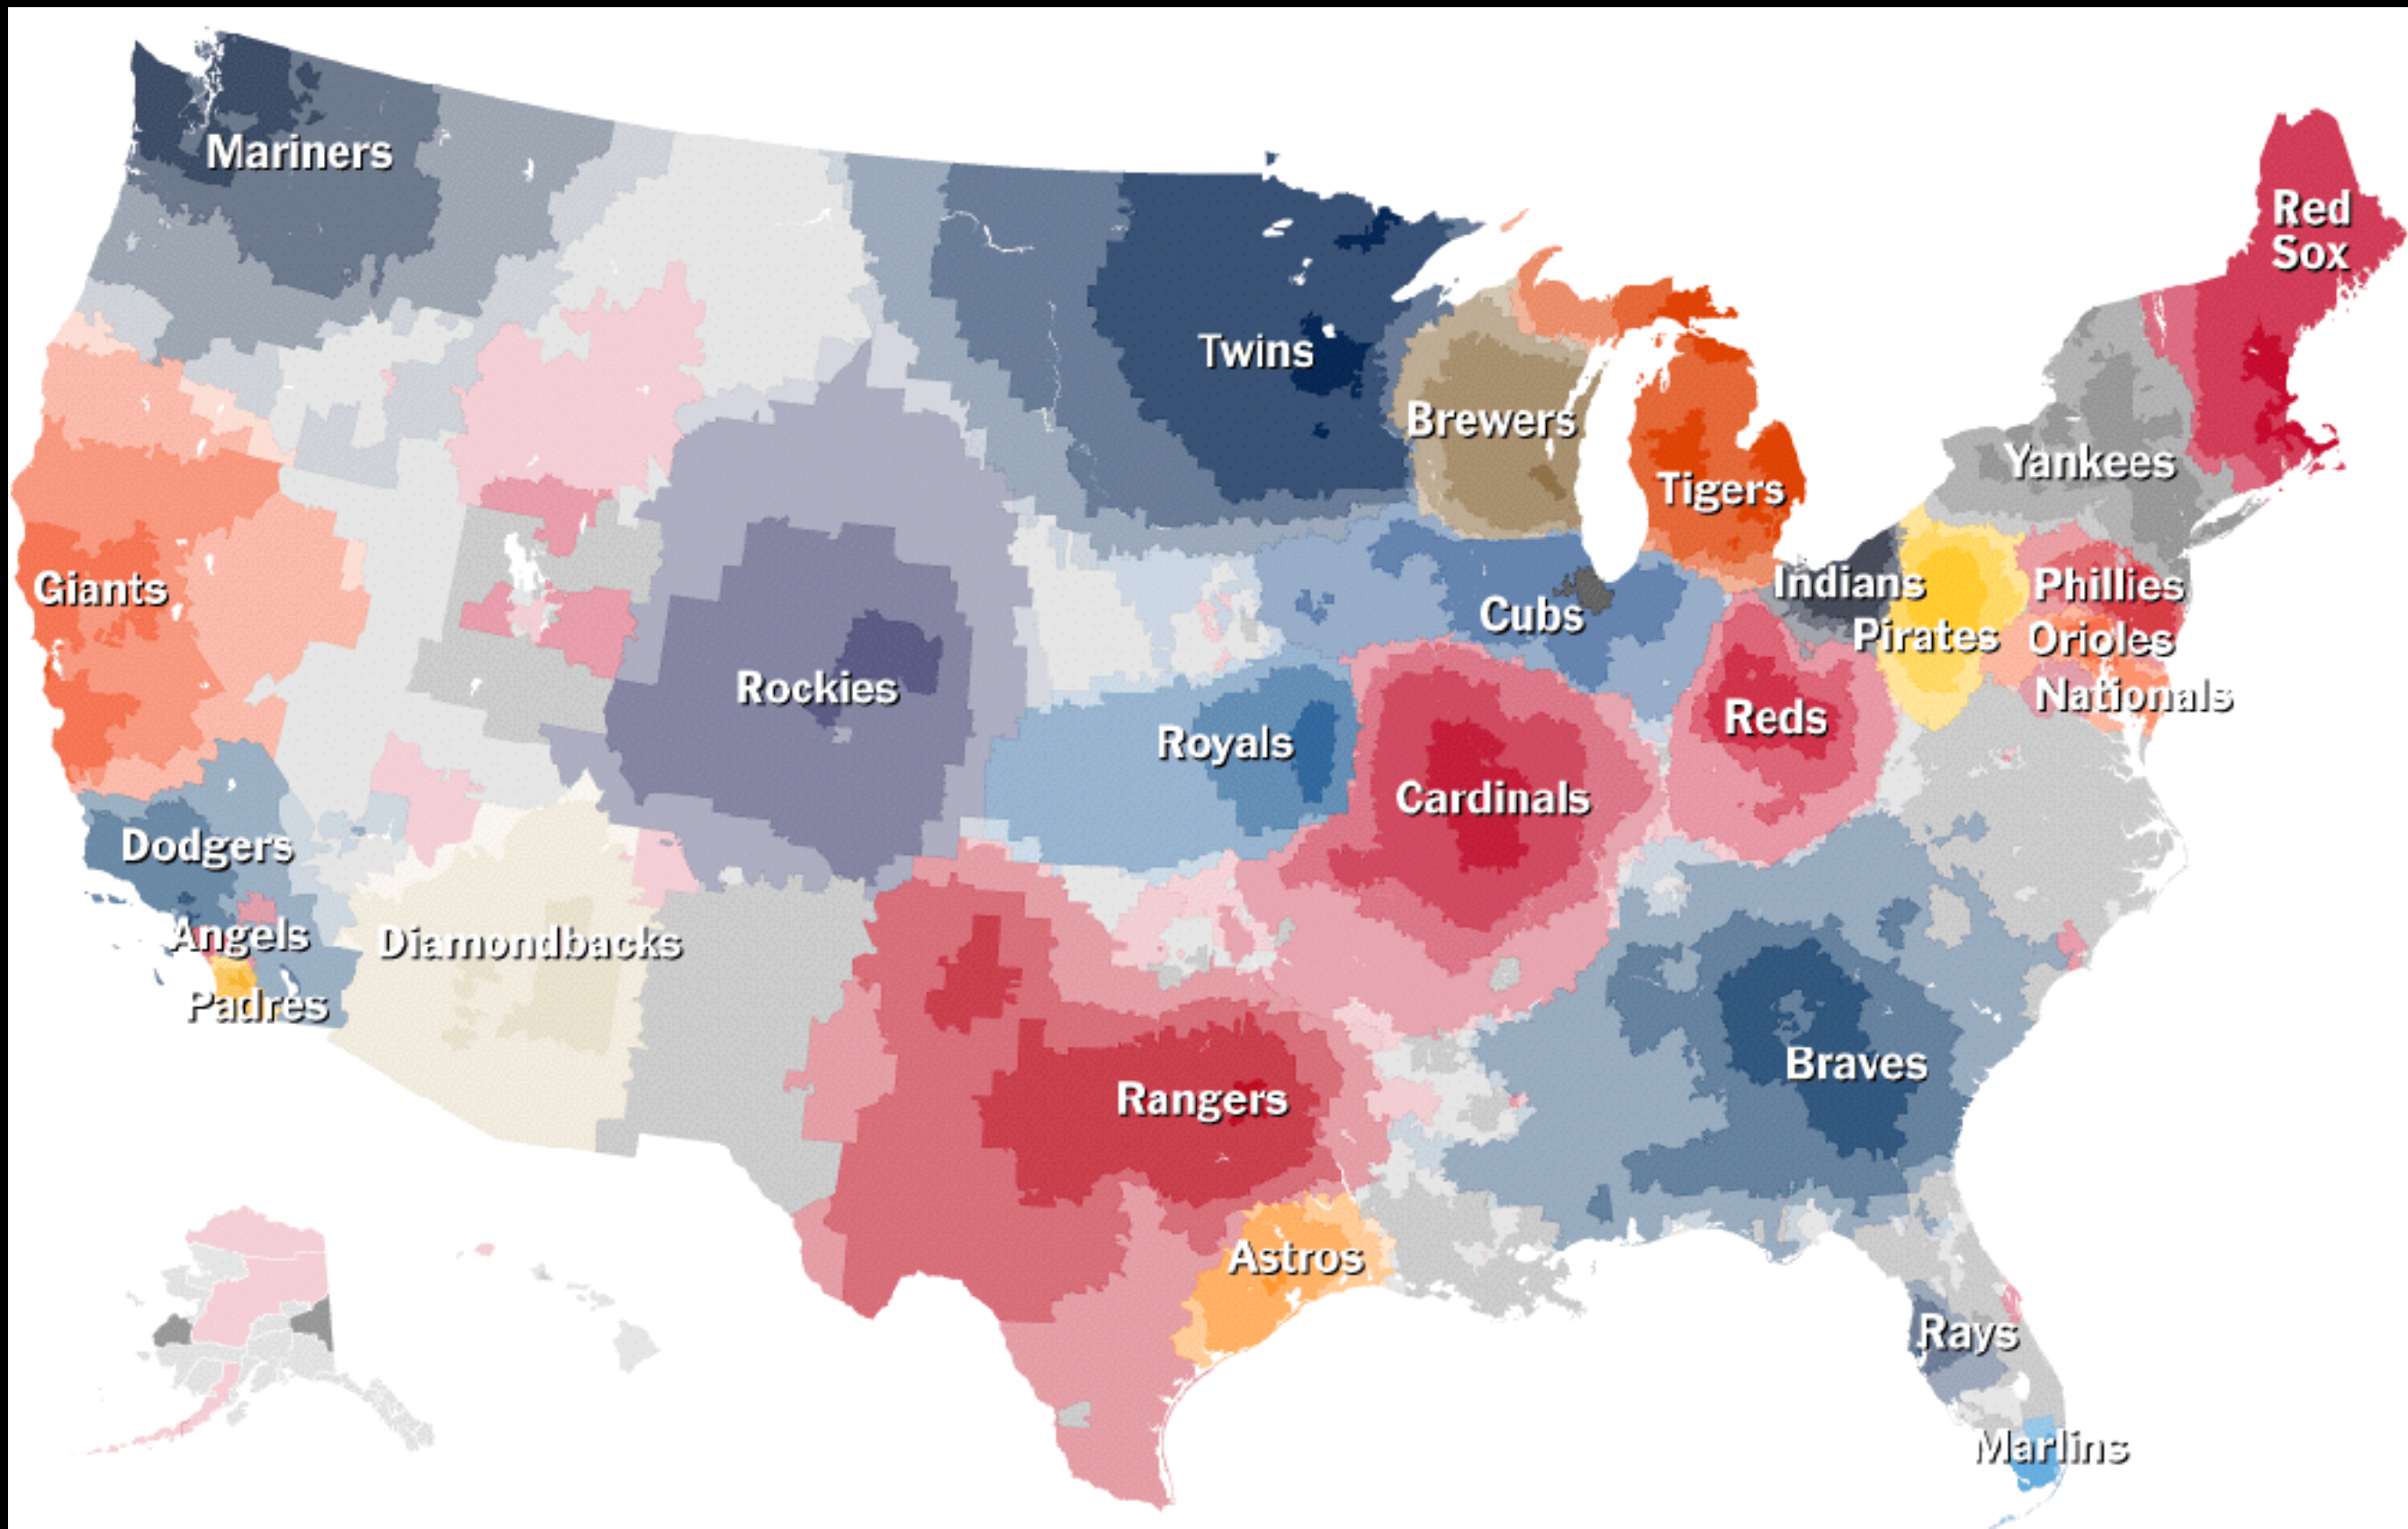 Mariners
Red
Sox
Twins
Brewers
Yankees
Tigers
Giants
Indians
Phillies
Cubs
Pirates
Orioles
Rockies
Nationals
Reds
Royals
Cardinals
Dodgers
Angels
Diamondbacks
Padres
Braves
Rangers
Astros
Rays
Marlins